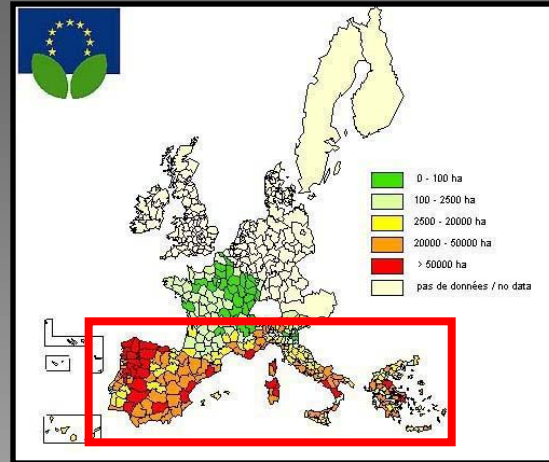 0 - 100 ha
100 - 2500 ha
2500 - 20000 ha
20000 - 50000 ha
> 50000 ha
pas de données / no data